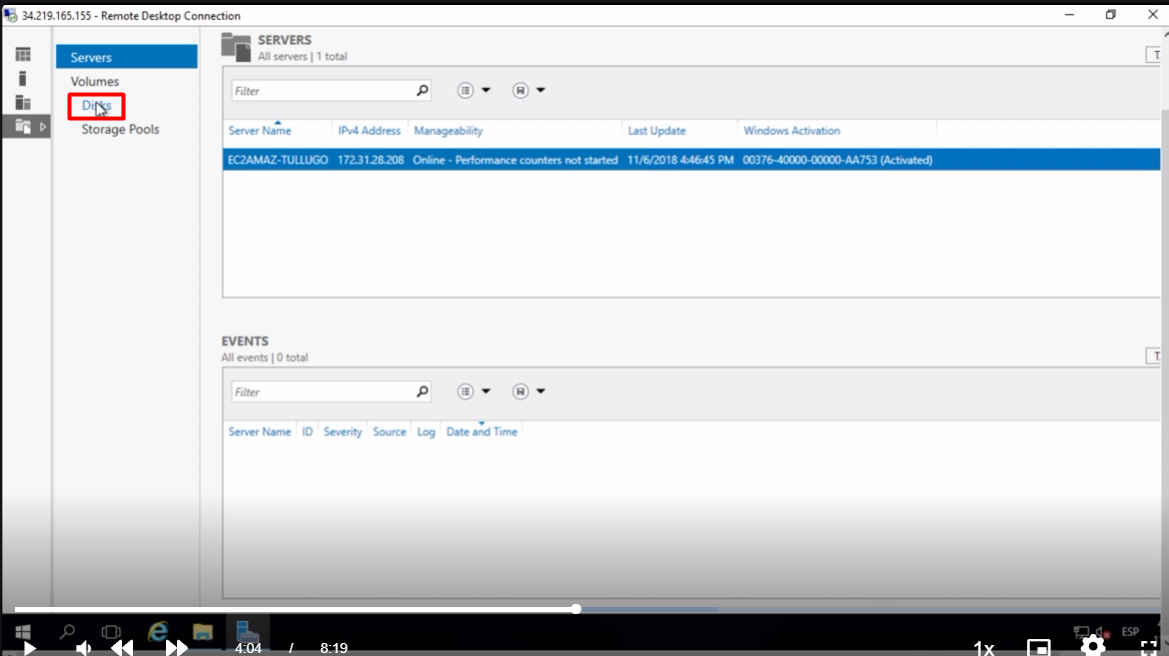 34.219.165.155 - Remote Desktop Connection
Servers
Volumes
Disks
Storage Pools
SERVERS
All servers | 1 total
Filter
Server Name IPv4 Address Manageability Last Update Windows Activation
EC2AMAZ-TULLUGO 172.31.28.208 Online - Performance counters not started 11/6/2018 4:46:45 PM 00376-40000-00000-AA753 (Activated)
EVENTS
All events | 0 total
Filter
Server Name ID Severity Source Log Date and Time
ESP
4:04 / 8:19
1x